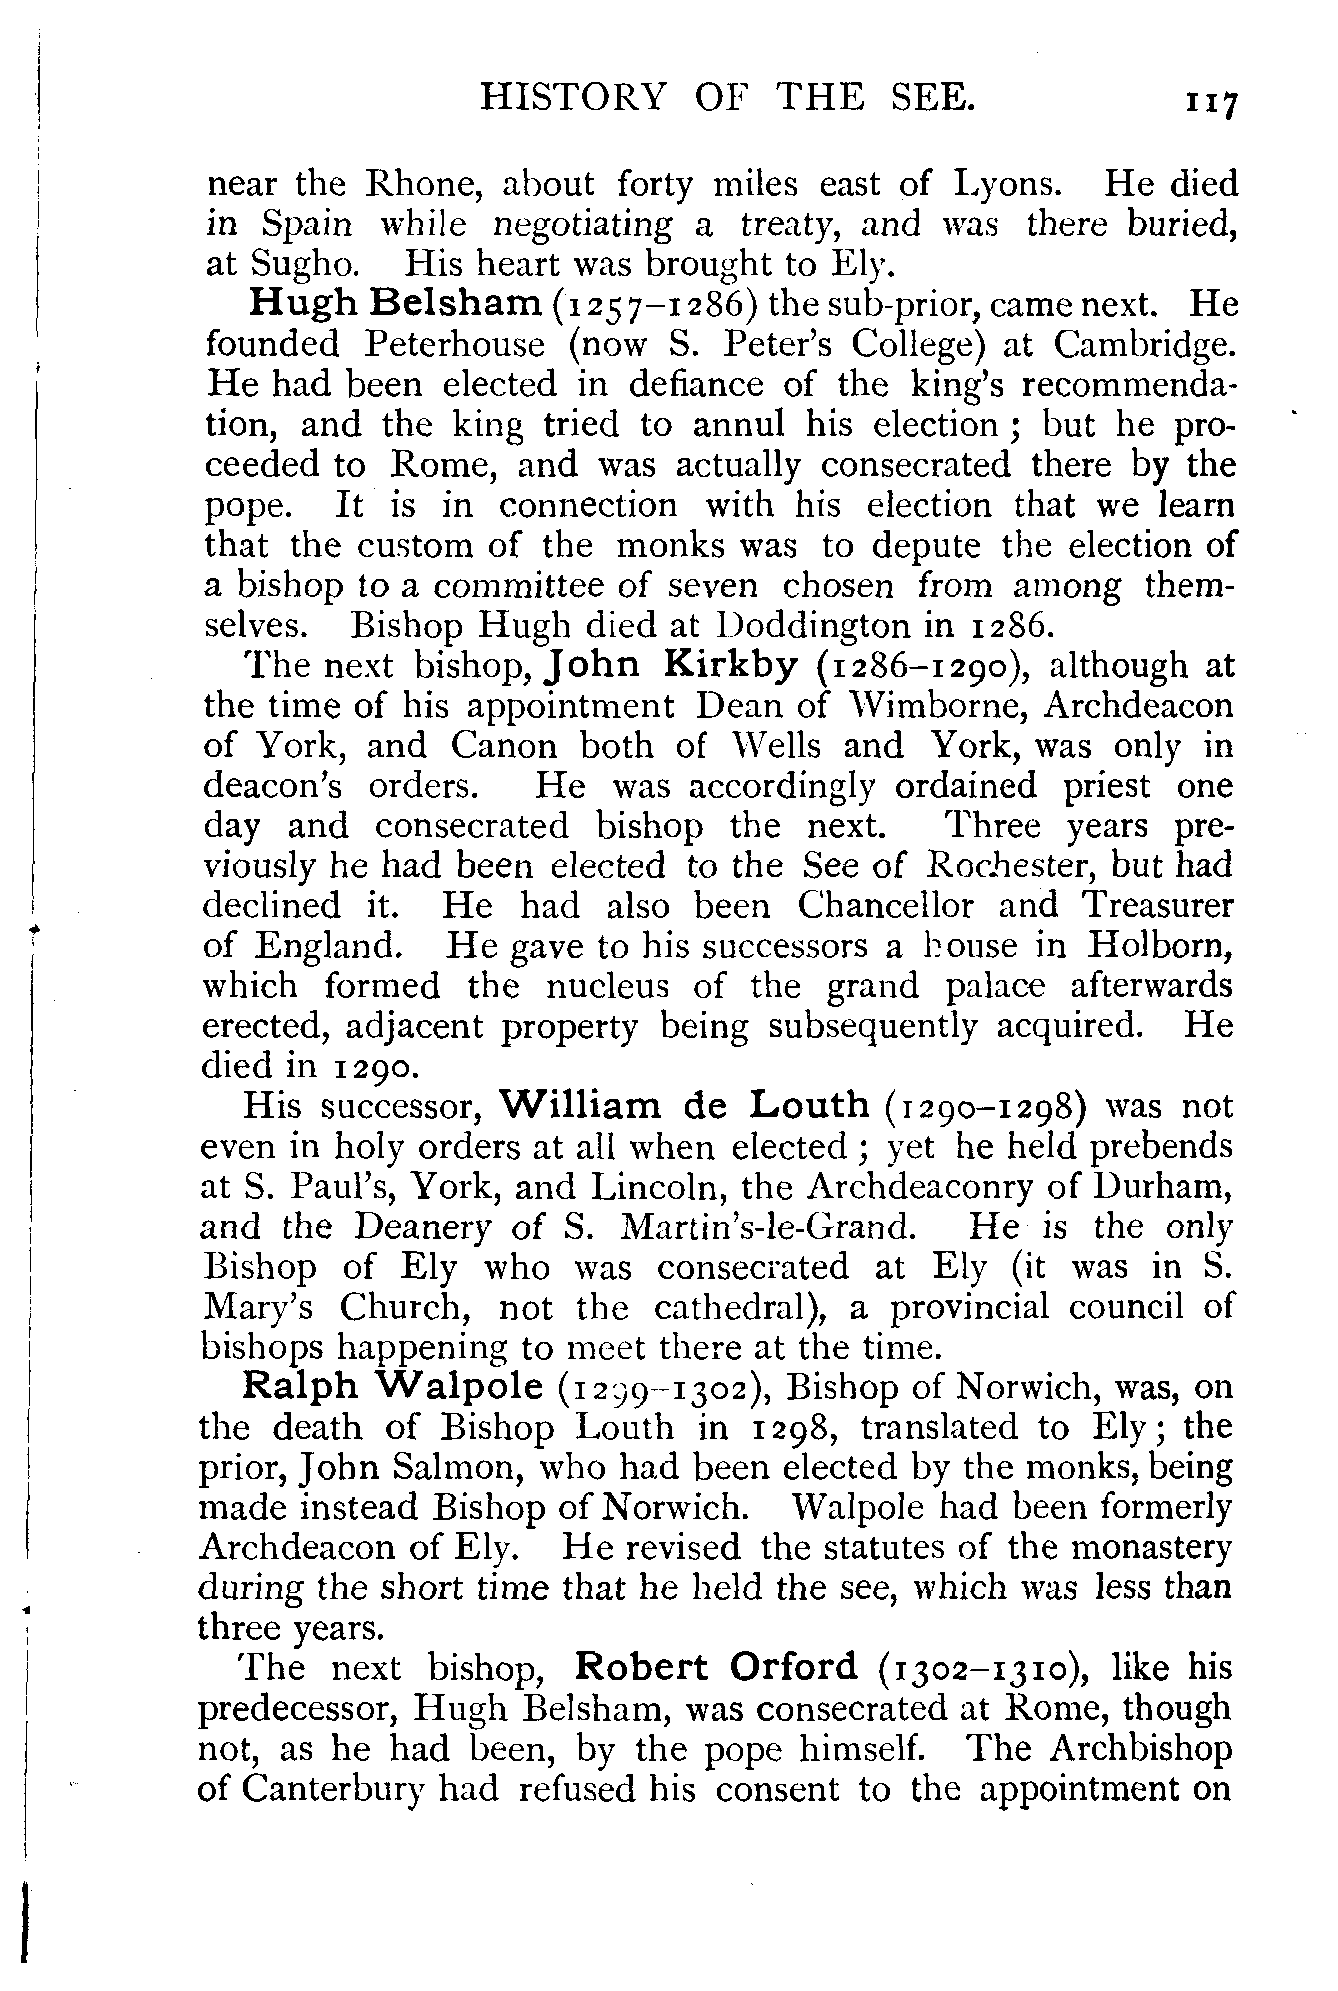 HISTORY OF THE SEE. 117
near the Rhone, about forty miles east of Lyons. He died
in Spain while negotiating a treaty, and was there buried,
at Sugho. His heart was brought to Ely.
Hugh Belsham (1257–1286) the sub-prior, came next. He
founded Peterhouse (now S. Peter's College) at Cambridge.
He had been elected in defiance of the king's recommenda-
tion, and the king tried to annul his election ; but he pro-
ceeded to Rome, and was actually consecrated there by the
pope. It is in connection with his election that we learn
that the custom of the monks was to depute the election of
a bishop to a committee of seven chosen from among them-
selves. Bishop Hugh died at Doddington in 1286.
The next bishop, John Kirkby (1286–1290), although at
the time of his appointment Dean of Wimborne, Archdeacon
of York, and Canon both of Wells and York, was only in
deacon's orders. He was accordingly ordained priest one
day and consecrated bishop the next. Three years pre-
viously he had been elected to the See of Rochester, but had
declined it. He had also been Chancellor and Treasurer
of England. He gave to his successors a house in Holborn,
which formed the nucleus of the grand palace afterwards
erected, adjacent property being subsequently acquired. He
died in 1290.
His successor, William de Louth (1290–1298) was not
even in holy orders at all when elected ; yet he held prebends
at S. Paul's, York, and Lincoln, the Archdeaconry of Durham,
and the Deanery of S. Martin's-le-Grand. He is the only
Bishop of Ely who was consecrated at Ely (it was in S.
Mary's Church, not the cathedral), a provincial council of
bishops happening to meet there at the time.
Ralph Walpole (1299–1302), Bishop of Norwich, was, on
the death of Bishop Louth in 1298, translated to Ely ; the
prior, John Salmon, who had been elected by the monks, being
made instead Bishop of Norwich. Walpole had been formerly
Archdeacon of Ely. He revised the statutes of the monastery
during the short time that he held the see, which was less than
three years.
The next bishop, Robert Orford (1302–1310), like his
predecessor, Hugh Belsham, was consecrated at Rome, though
not, as he had been, by the pope himself. The Archbishop
of Canterbury had refused his consent to the appointment on